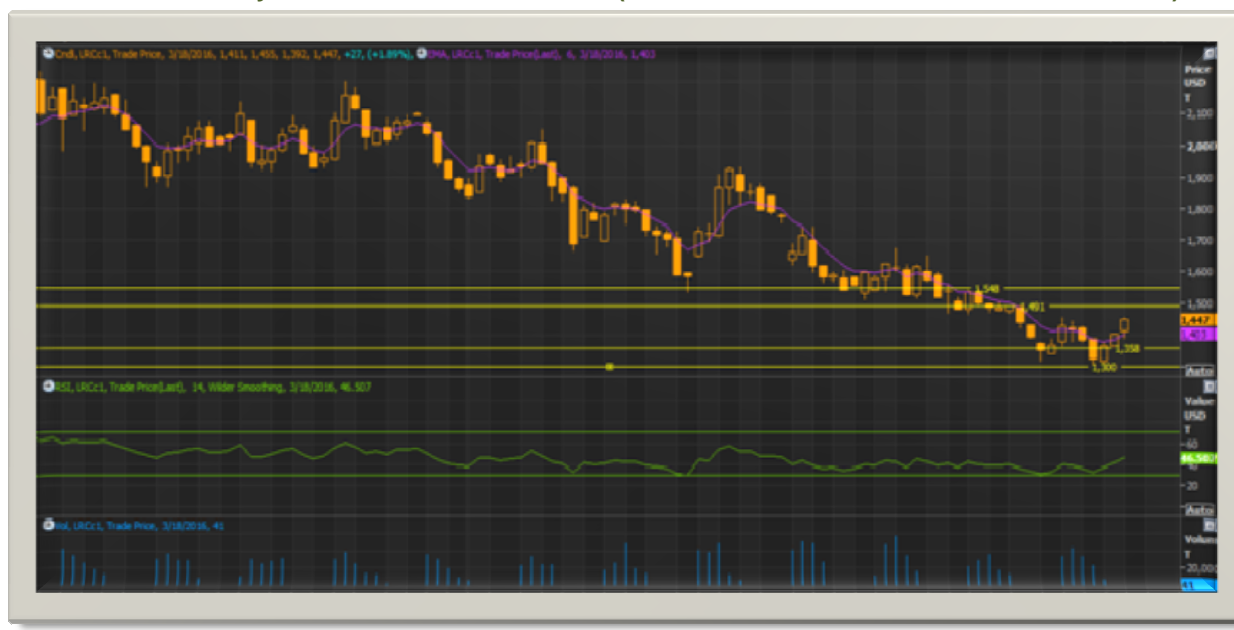 Cndl, LRCc1, Trade Price, 3/18/2016, 1,411, 1,455, 1,392, 1,447, +27, (+1.89%), EMA, LRCc1, Trade Price(Last), 6, 3/18/2016, 1,403
Price
USD
T
2,100
2,000
1,900
1,800
1,700
1,600
1,548
1,500
1,491
1,447
1,403
1,358
1,300
Auto
RSI, LRCc1, Trade Price(Last), 14, Wilder Smoothing, 3/18/2016, 46.507
Value
USD
T
60
46.507
20
Auto
Vol, LRCc1, Trade Price, 3/18/2016, 41
Volume
T
20,000
41